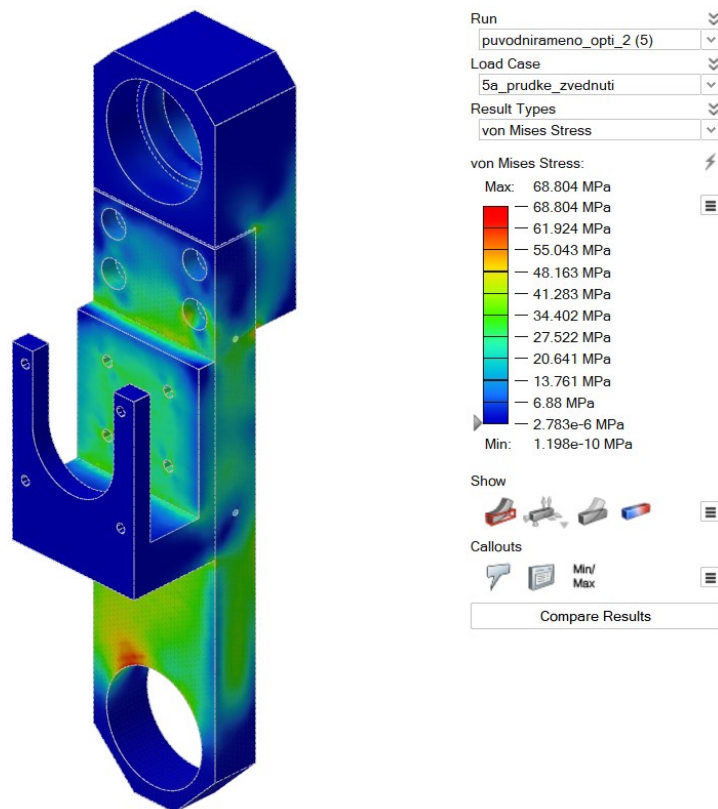 Run
puvodnirameno_opti_2 (5)
Load Case
5a_prudke_zvednuti
Result Types
von Mises Stress
von Mises Stress:
Max: 68.804 MPa
68.804 MPa
61.924 MPa
55.043 MPa
48.163 MPa
41.283 MPa
34.402 MPa
27.522 MPa
20.641 MPa
13.761 MPa
6.88 MPa
2.783e-6 MPa
Min: 1.198e-10 MPa
Show
Callouts
Min/
Max
Compare Results